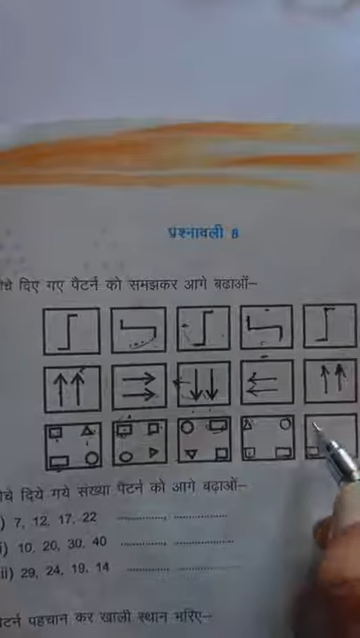 प्रश्नावली 8
दिए गए पैटर्न को समझकर आगे बढाओं–
दिये गये संख्या पैटर्न को आगे बढ़ाओं–
) 7, 12, 17, 22 ............. .............
) 10, 20, 30, 40 ............. .............
ii) 29, 24, 19, 14 ............. .............
पहचान कर खाली स्थान भरिए–